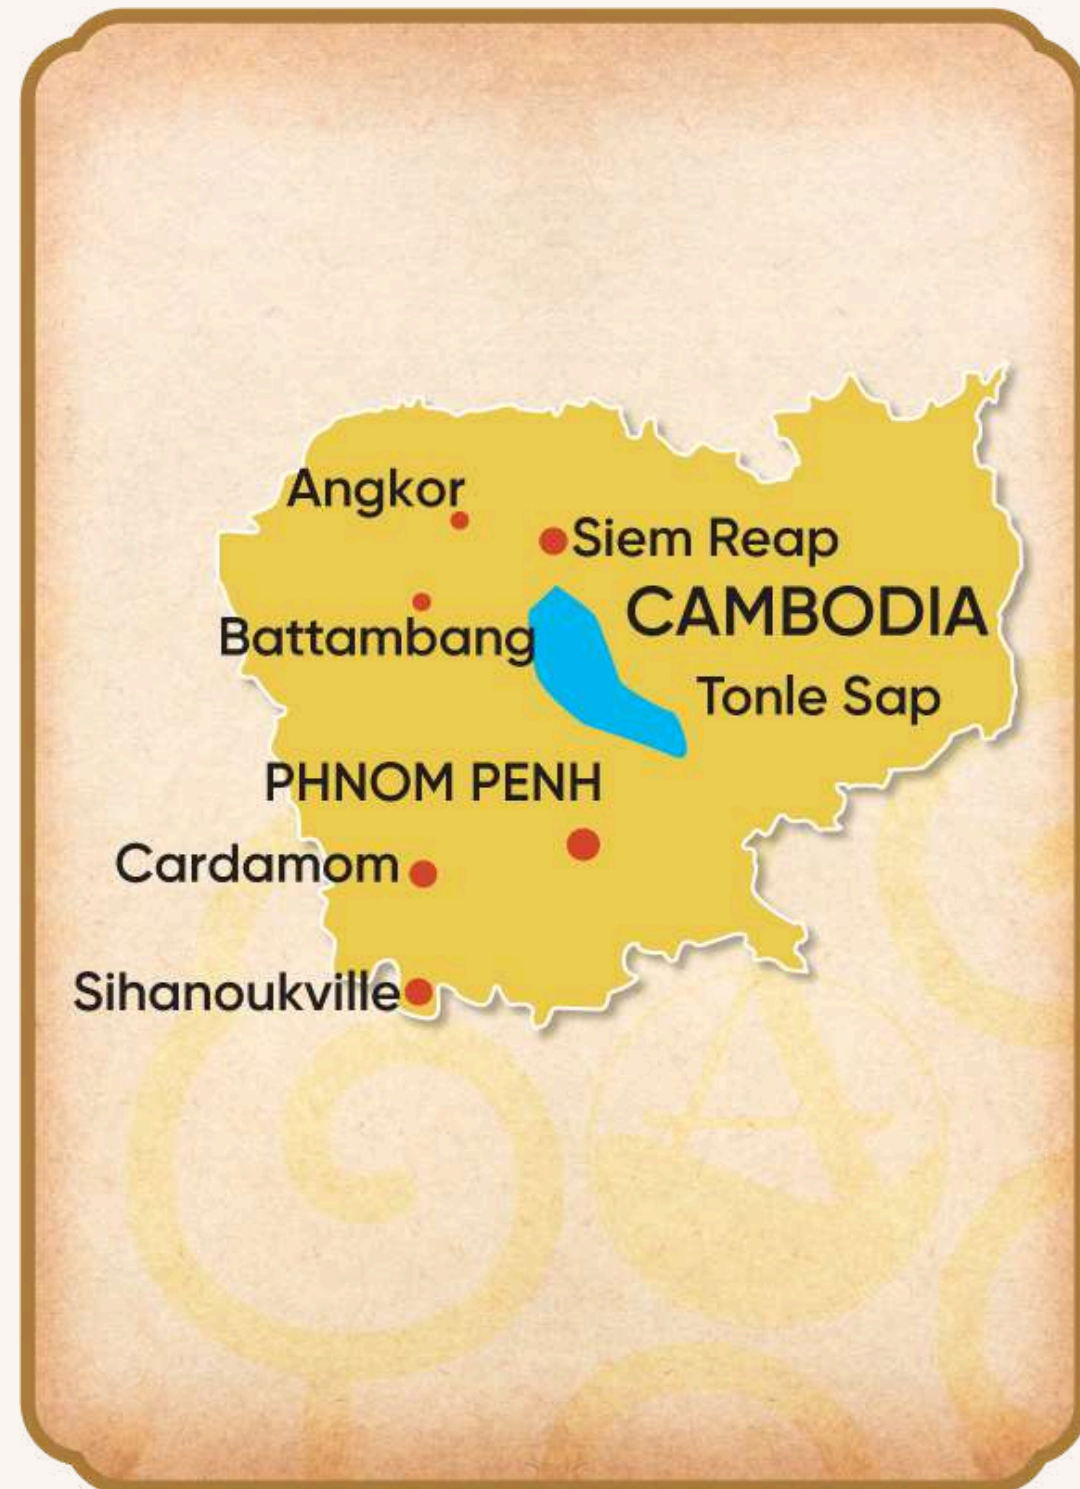 Angkor
Siem Reap
CAMBODIA
Battambang
Tonle Sap
PHNOM PENH
Cardamom
Sihanoukville